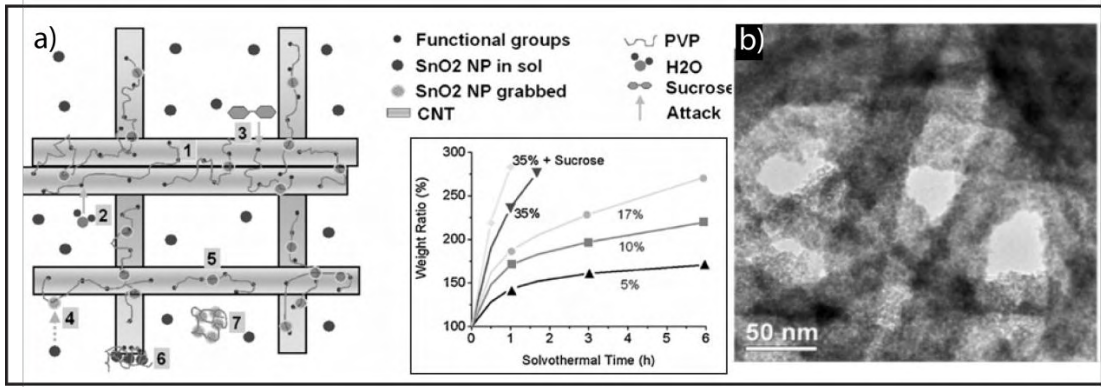 a)
Functional groups
SnO2 NP in sol
SnO2 NP grabbed
CNT
PVP
H2O
Sucrose
Attack
3
1
2
5
4
7
6
300
250
200
150
100
Weight Ratio (%)
35% + Sucrose
35%
17%
10%
5%
0 1 2 3 4 5 6
Solvothermal Time (h)
b)
50 nm